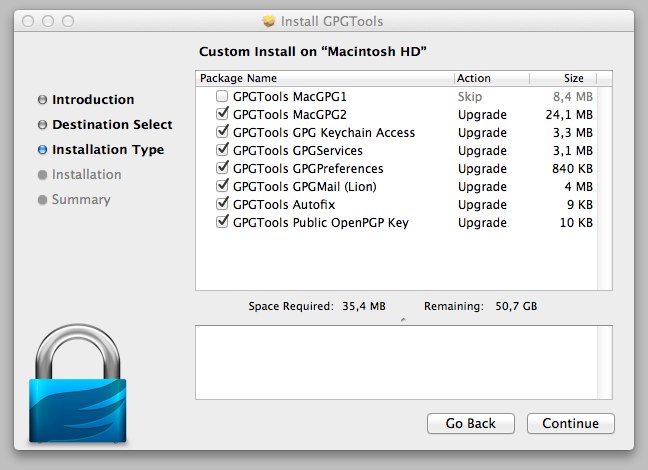 Install GPGTools
Custom Install on “Macintosh HD”
Introduction
Destination Select
Installation Type
Installation
Summary
Package Name Action Size
GPGTools MacGPG1 Skip 8,4 MB
GPGTools MacGPG2 Upgrade 24,1 MB
GPGTools GPG Keychain Access Upgrade 3,3 MB
GPGTools GPGServices Upgrade 3,1 MB
GPGTools GPGPreferences Upgrade 840 KB
GPGTools GPGMail (Lion) Upgrade 4 MB
GPGTools Autofix Upgrade 9 KB
GPGTools Public OpenPGP Key Upgrade 10 KB
Space Required: 35,4 MB Remaining: 50,7 GB
Go Back Continue